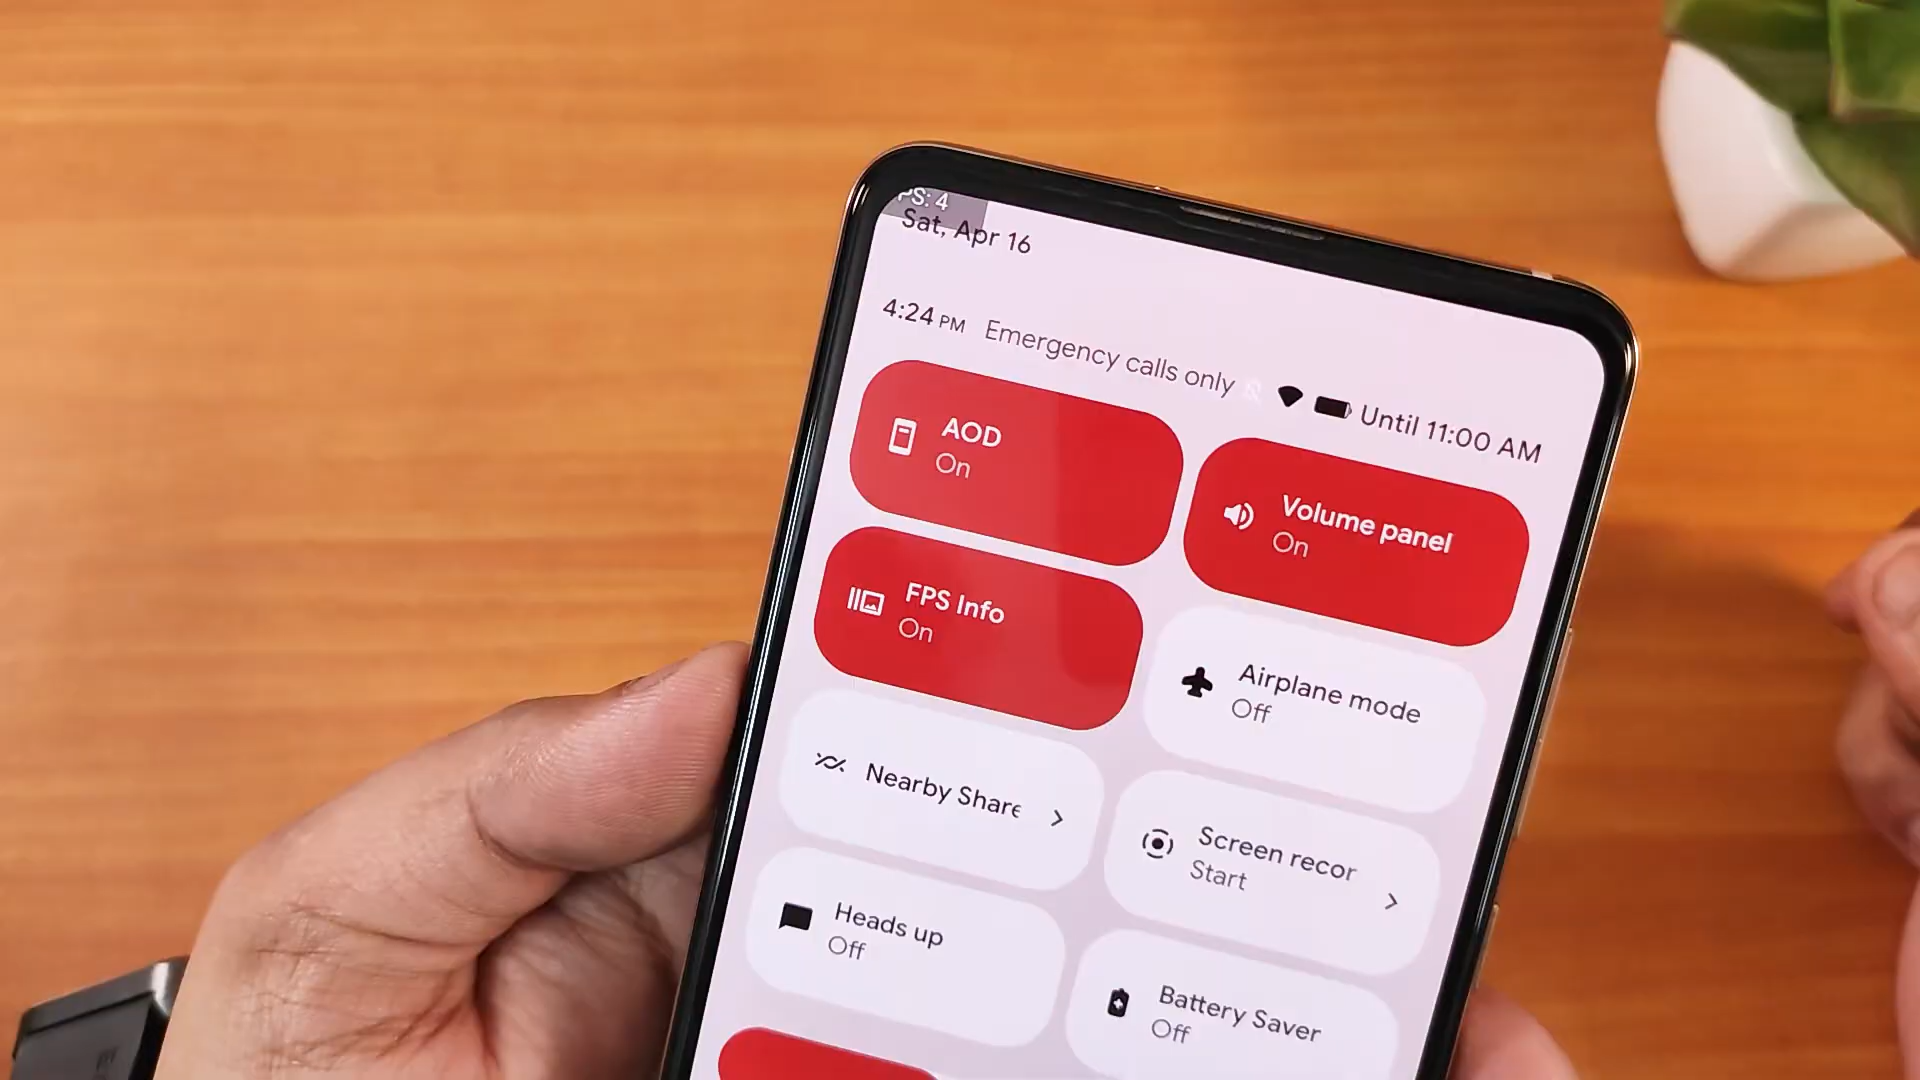 PS: 4
Sat, Apr 16
4:24 PM Emergency calls only Until 11:00 AM
AOD
On
Volume panel
On
FPS Info
On
Airplane mode
Off
Nearby Share
Screen recor
Start
Heads up
Off
Battery Saver
Off